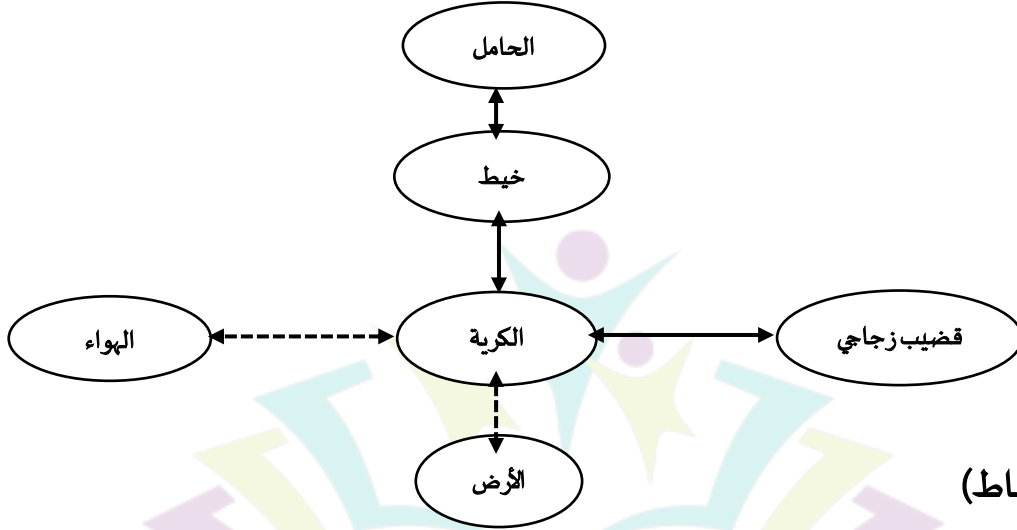 الحامل
خيط
الهواء
الكرية
قضيب زجاجي
الأرض